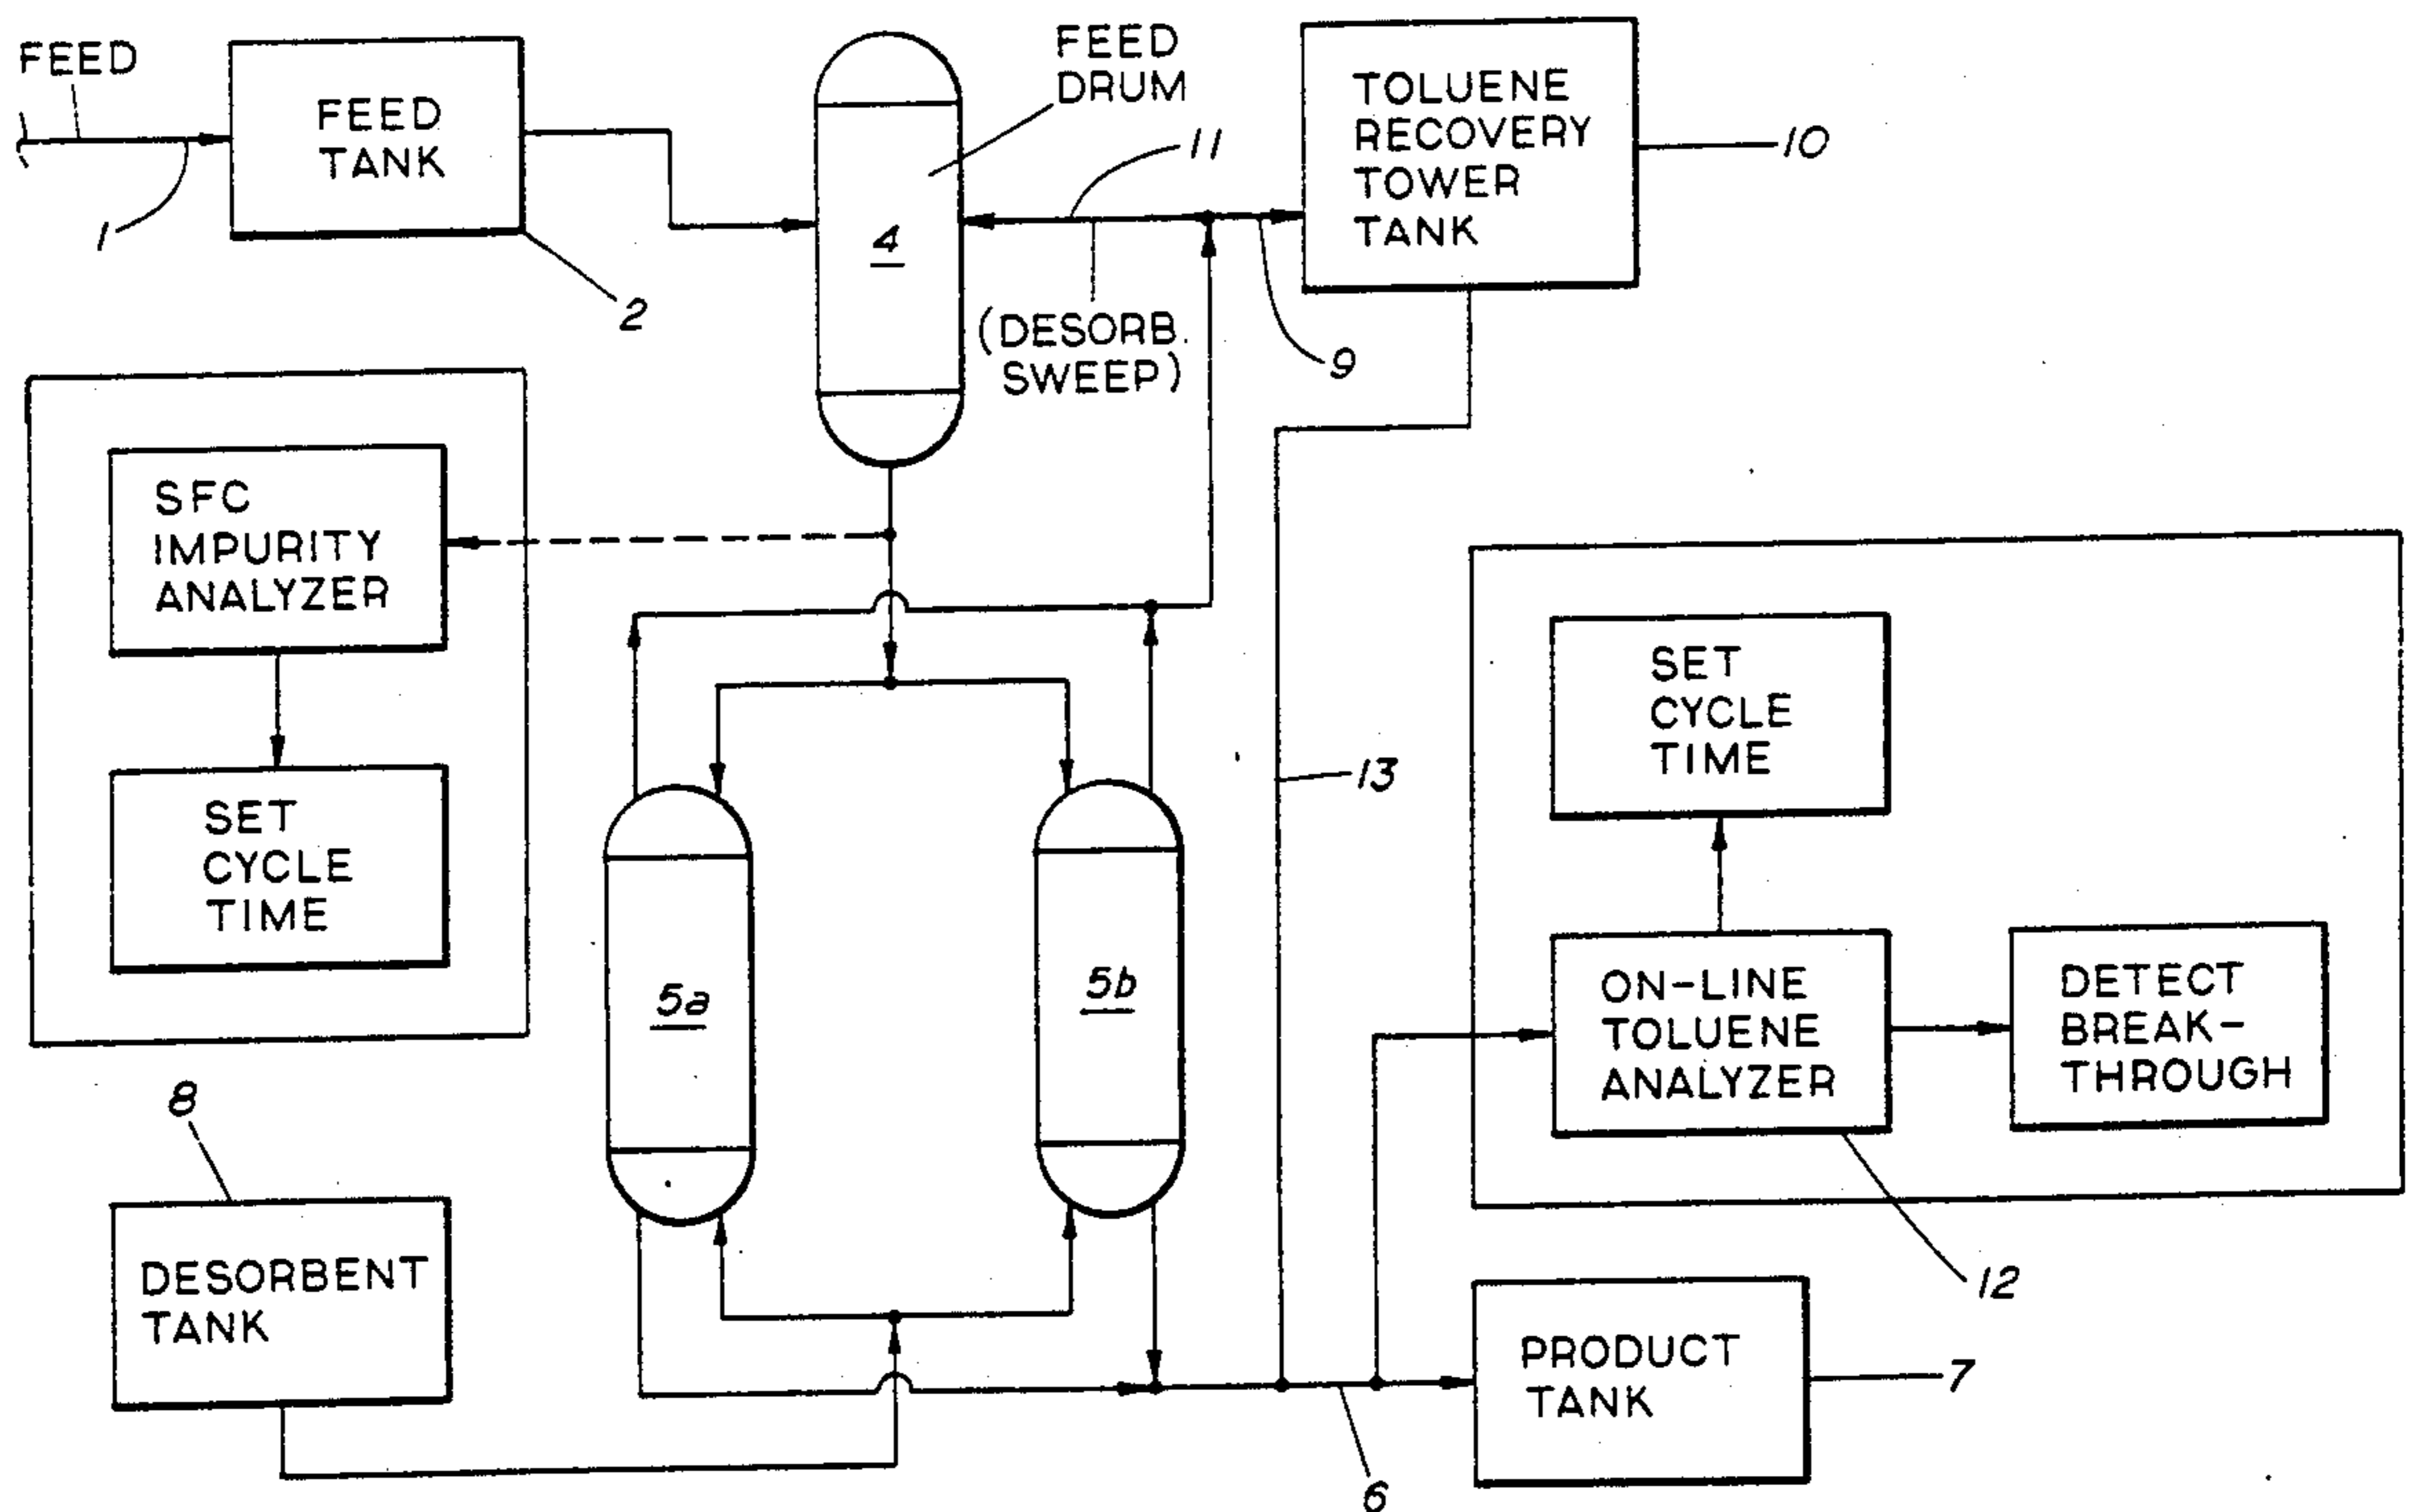 FEED
FEED
TANK
1
2
FEED
DRUM
4
11
(DESORB.
SWEEP)
9
TOLUENE
RECOVERY
TOWER
TANK
10
SFC
IMPURITY
ANALYZER
SET
CYCLE
TIME
5a
5b
13
SET
CYCLE
TIME
ON-LINE
TOLUENE
ANALYZER
DETECT
BREAK-
THROUGH
12
8
DESORBENT
TANK
PRODUCT
TANK
7
6